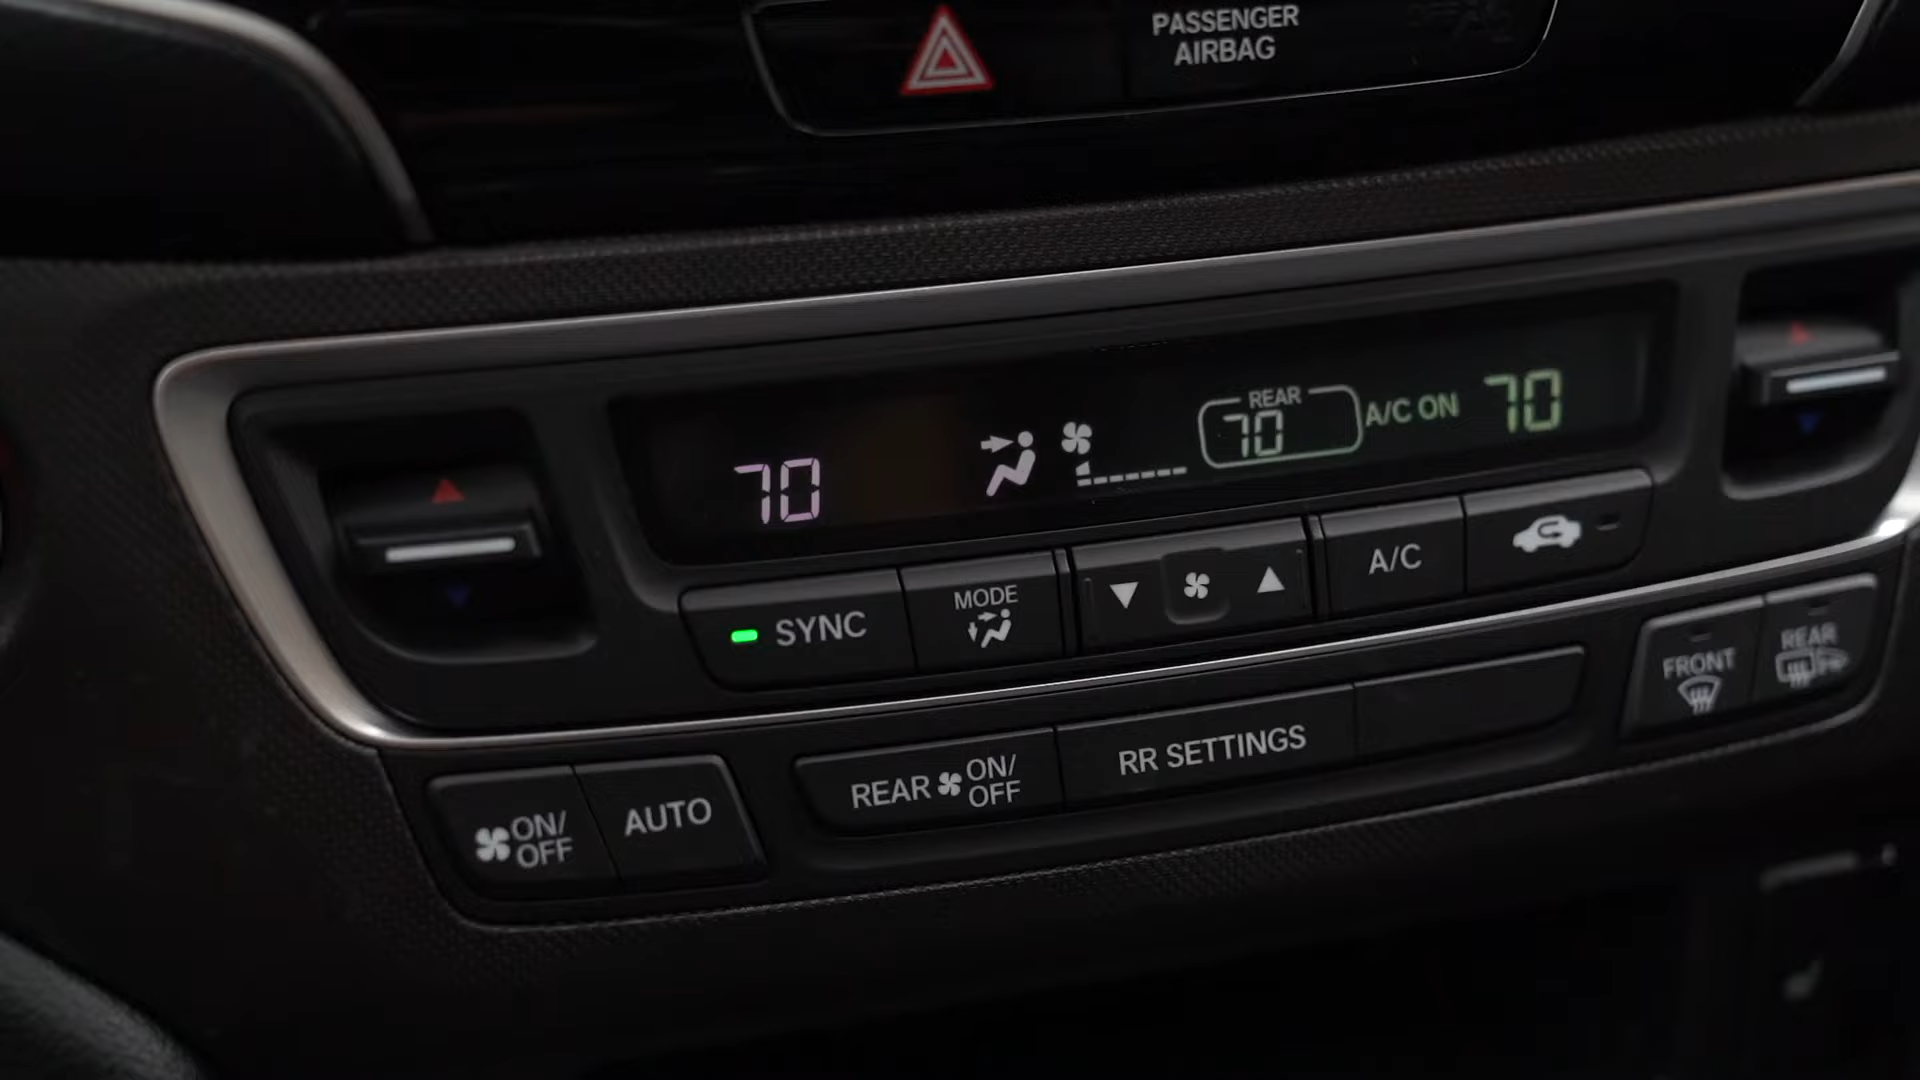 PASSENGER
AIRBAG
70
REAR
70
A/C ON
70
SYNC
MODE
A/C
FRONT
REAR
ON/
OFF
AUTO
REAR
ON/
OFF
RR SETTINGS